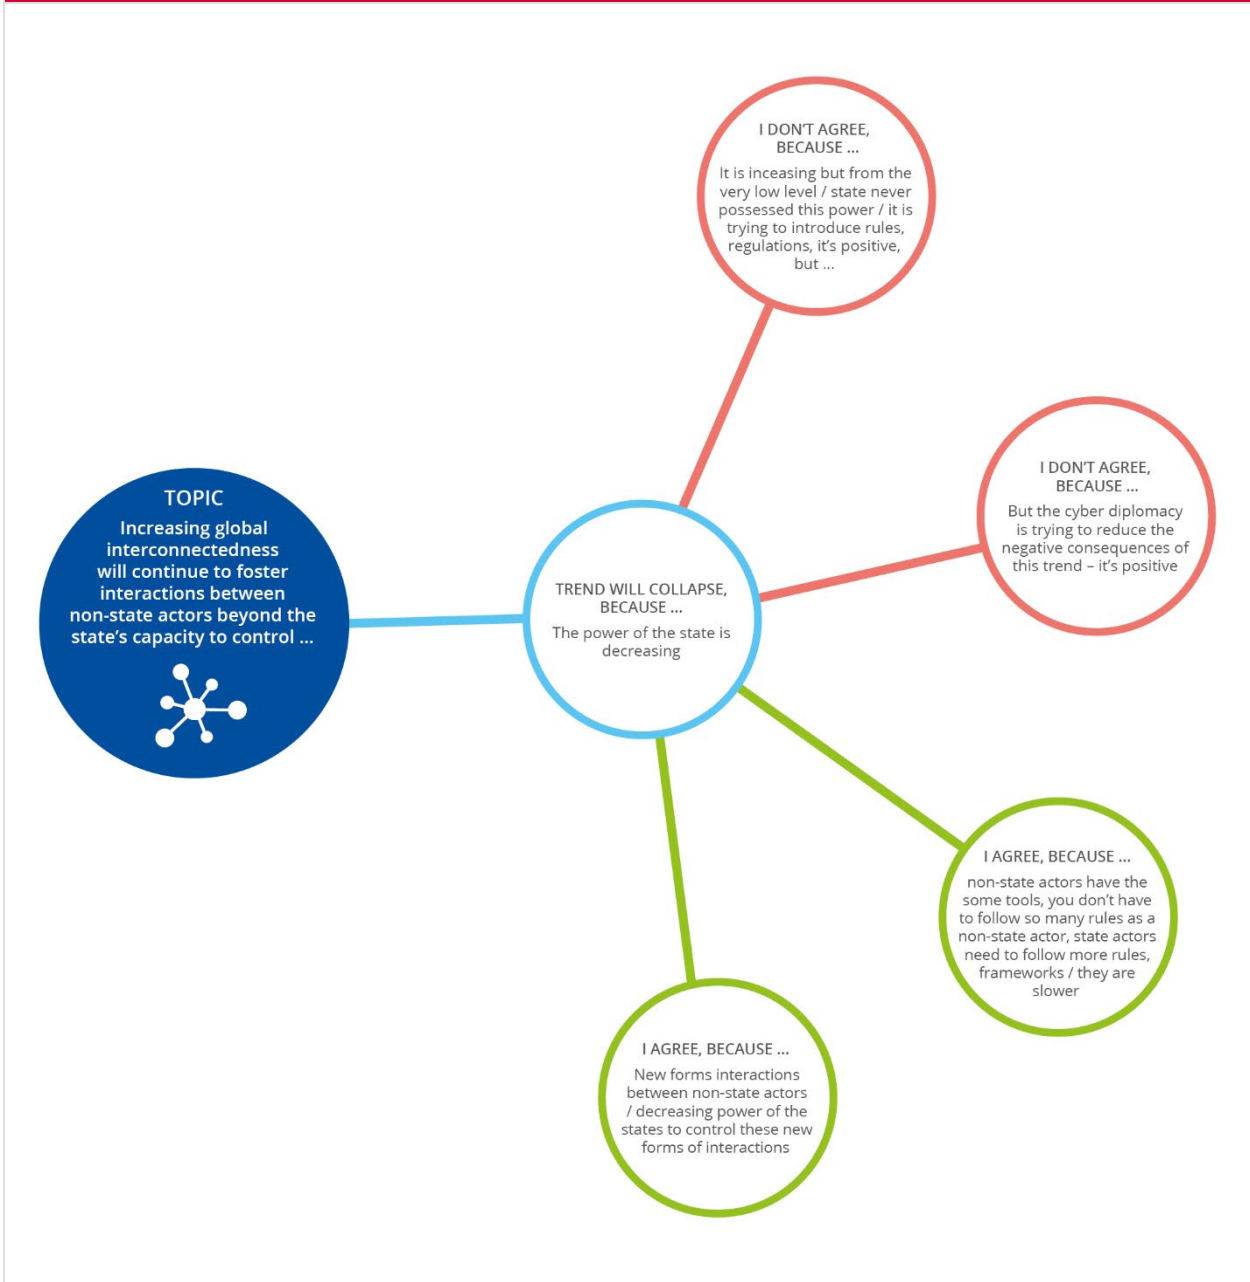 I DON'T AGREE,
BECAUSE ...
It is inceasing but from the
very low level / state never
possessed this power / it is
trying to introduce rules,
regulations, it's positive,
but ...
I DON'T AGREE,
BECAUSE ...
But the cyber diplomacy
is trying to reduce the
negative consequences of
this trend – it's positive
TOPIC
Increasing global
interconnectedness
will continue to foster
interactions between
non-state actors beyond the
state's capacity to control ...
TREND WILL COLLAPSE,
BECAUSE ...
The power of the state is
decreasing
I AGREE, BECAUSE ...
non-state actors have the
some tools, you don't have
to follow so many rules as a
non-state actor, state actors
need to follow more rules,
frameworks / they are
slower
I AGREE, BECAUSE ...
New forms interactions
between non-state actors
/ decreasing power of the
states to control these new
forms of interactions